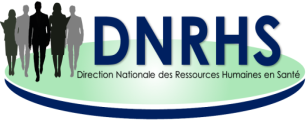 DNRHS
Direction Nationale des Ressources Humaines en Santé